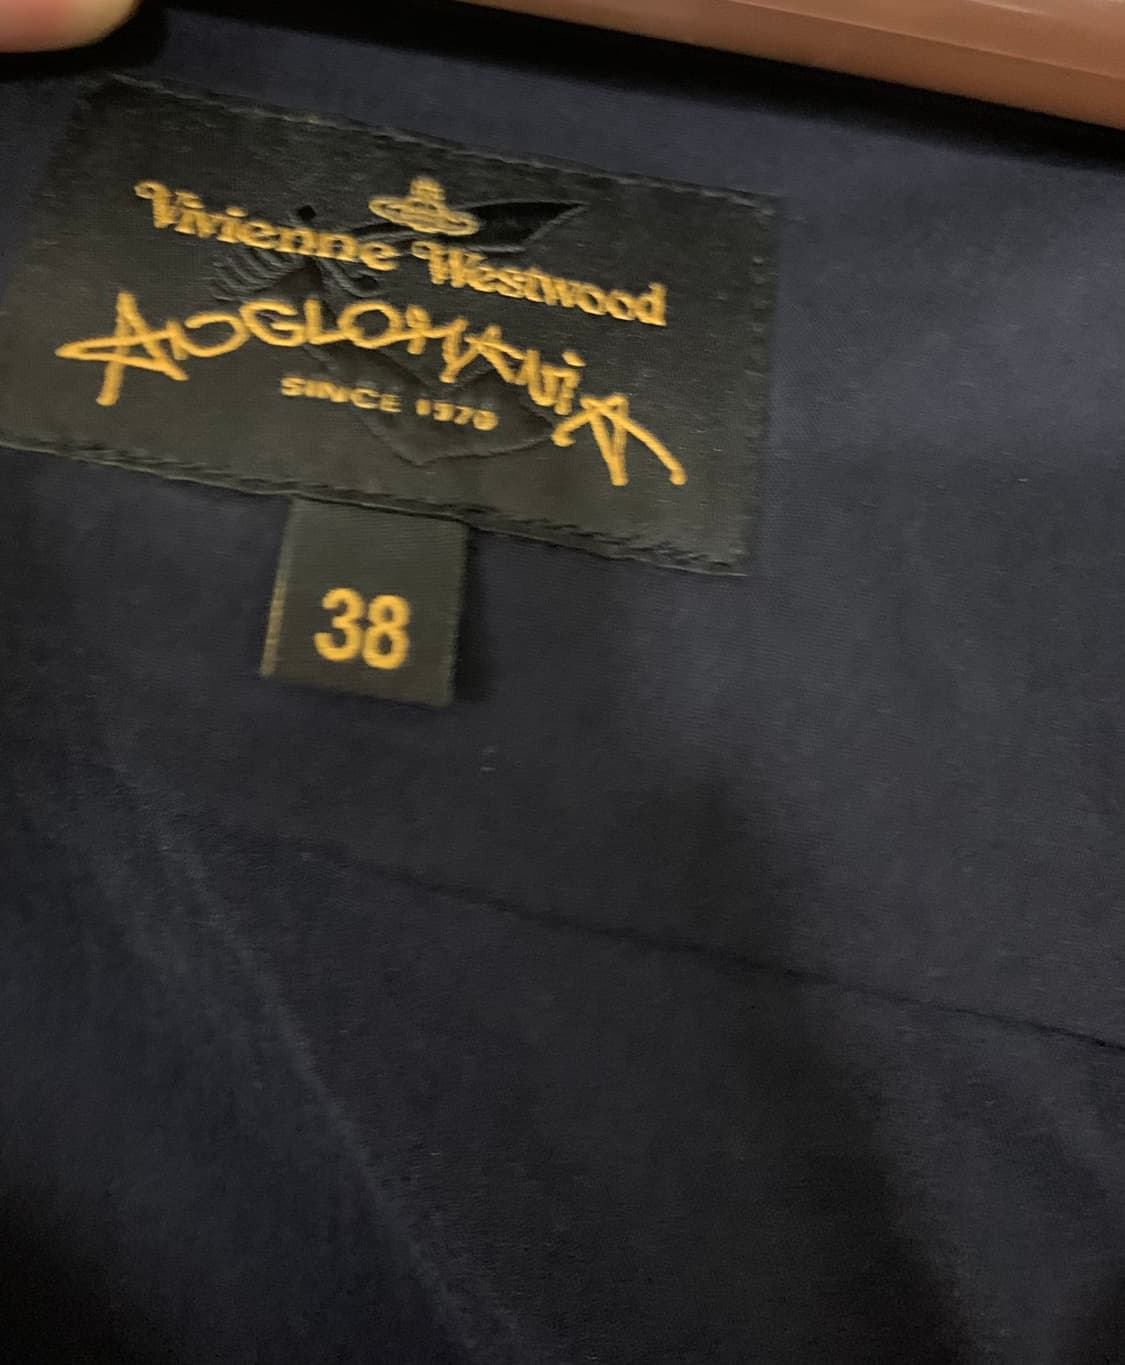 Vivienne Westwood
ANGLOMANiA
SINCE 1970
38